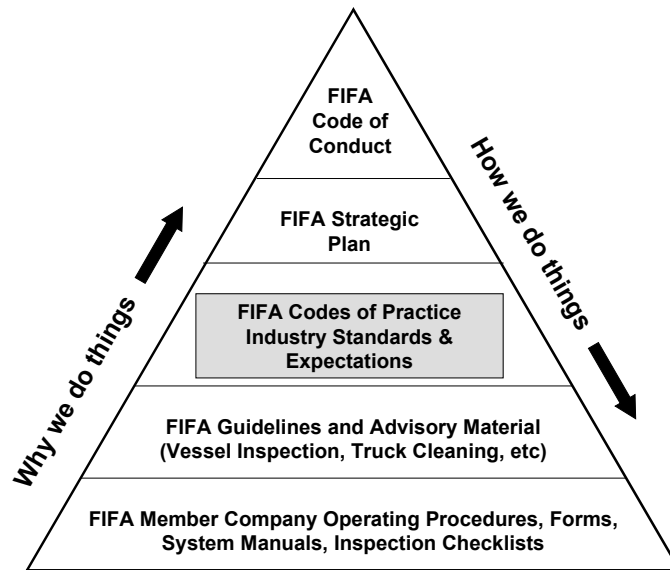 FIFA
Code of
Conduct
FIFA Strategic
Plan
FIFA Codes of Practice
Industry Standards &
Expectations
FIFA Guidelines and Advisory Material
(Vessel Inspection, Truck Cleaning, etc)
FIFA Member Company Operating Procedures, Forms,
System Manuals, Inspection Checklists
Why we do things
How we do things